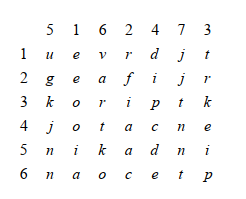 5 1 6 2 4 7 3
1 u e v r d j t
2 g e a f i j r
3 k o r i p t k
4 j o t a c n e
5 n i k a d n i
6 n a o c e t p